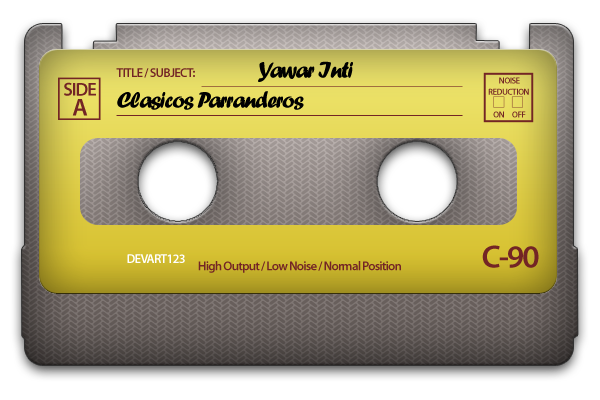 TITLE / SUBJECT: Yawar Inti
SIDE
A
Clasicos Parranderos
NOISE
REDUCTION
ON OFF
DEVART123
High Output / Low Noise / Normal Position
C-90